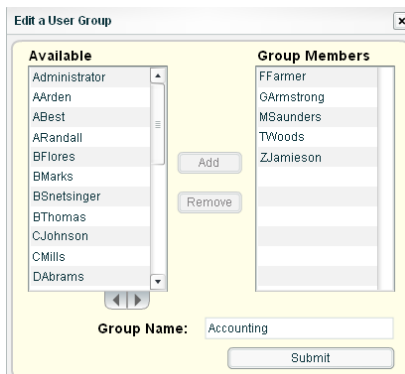 Edit a User Group
Available
Administrator
AArden
ABest
ARandall
BFlores
BMarks
BSnetsinger
BThomas
CJohnson
CMills
DAbrams
Add
Remove
Group Members
FFarmer
GArmstrong
MSaunders
TWoods
ZJamieson
Group Name: Accounting
Submit